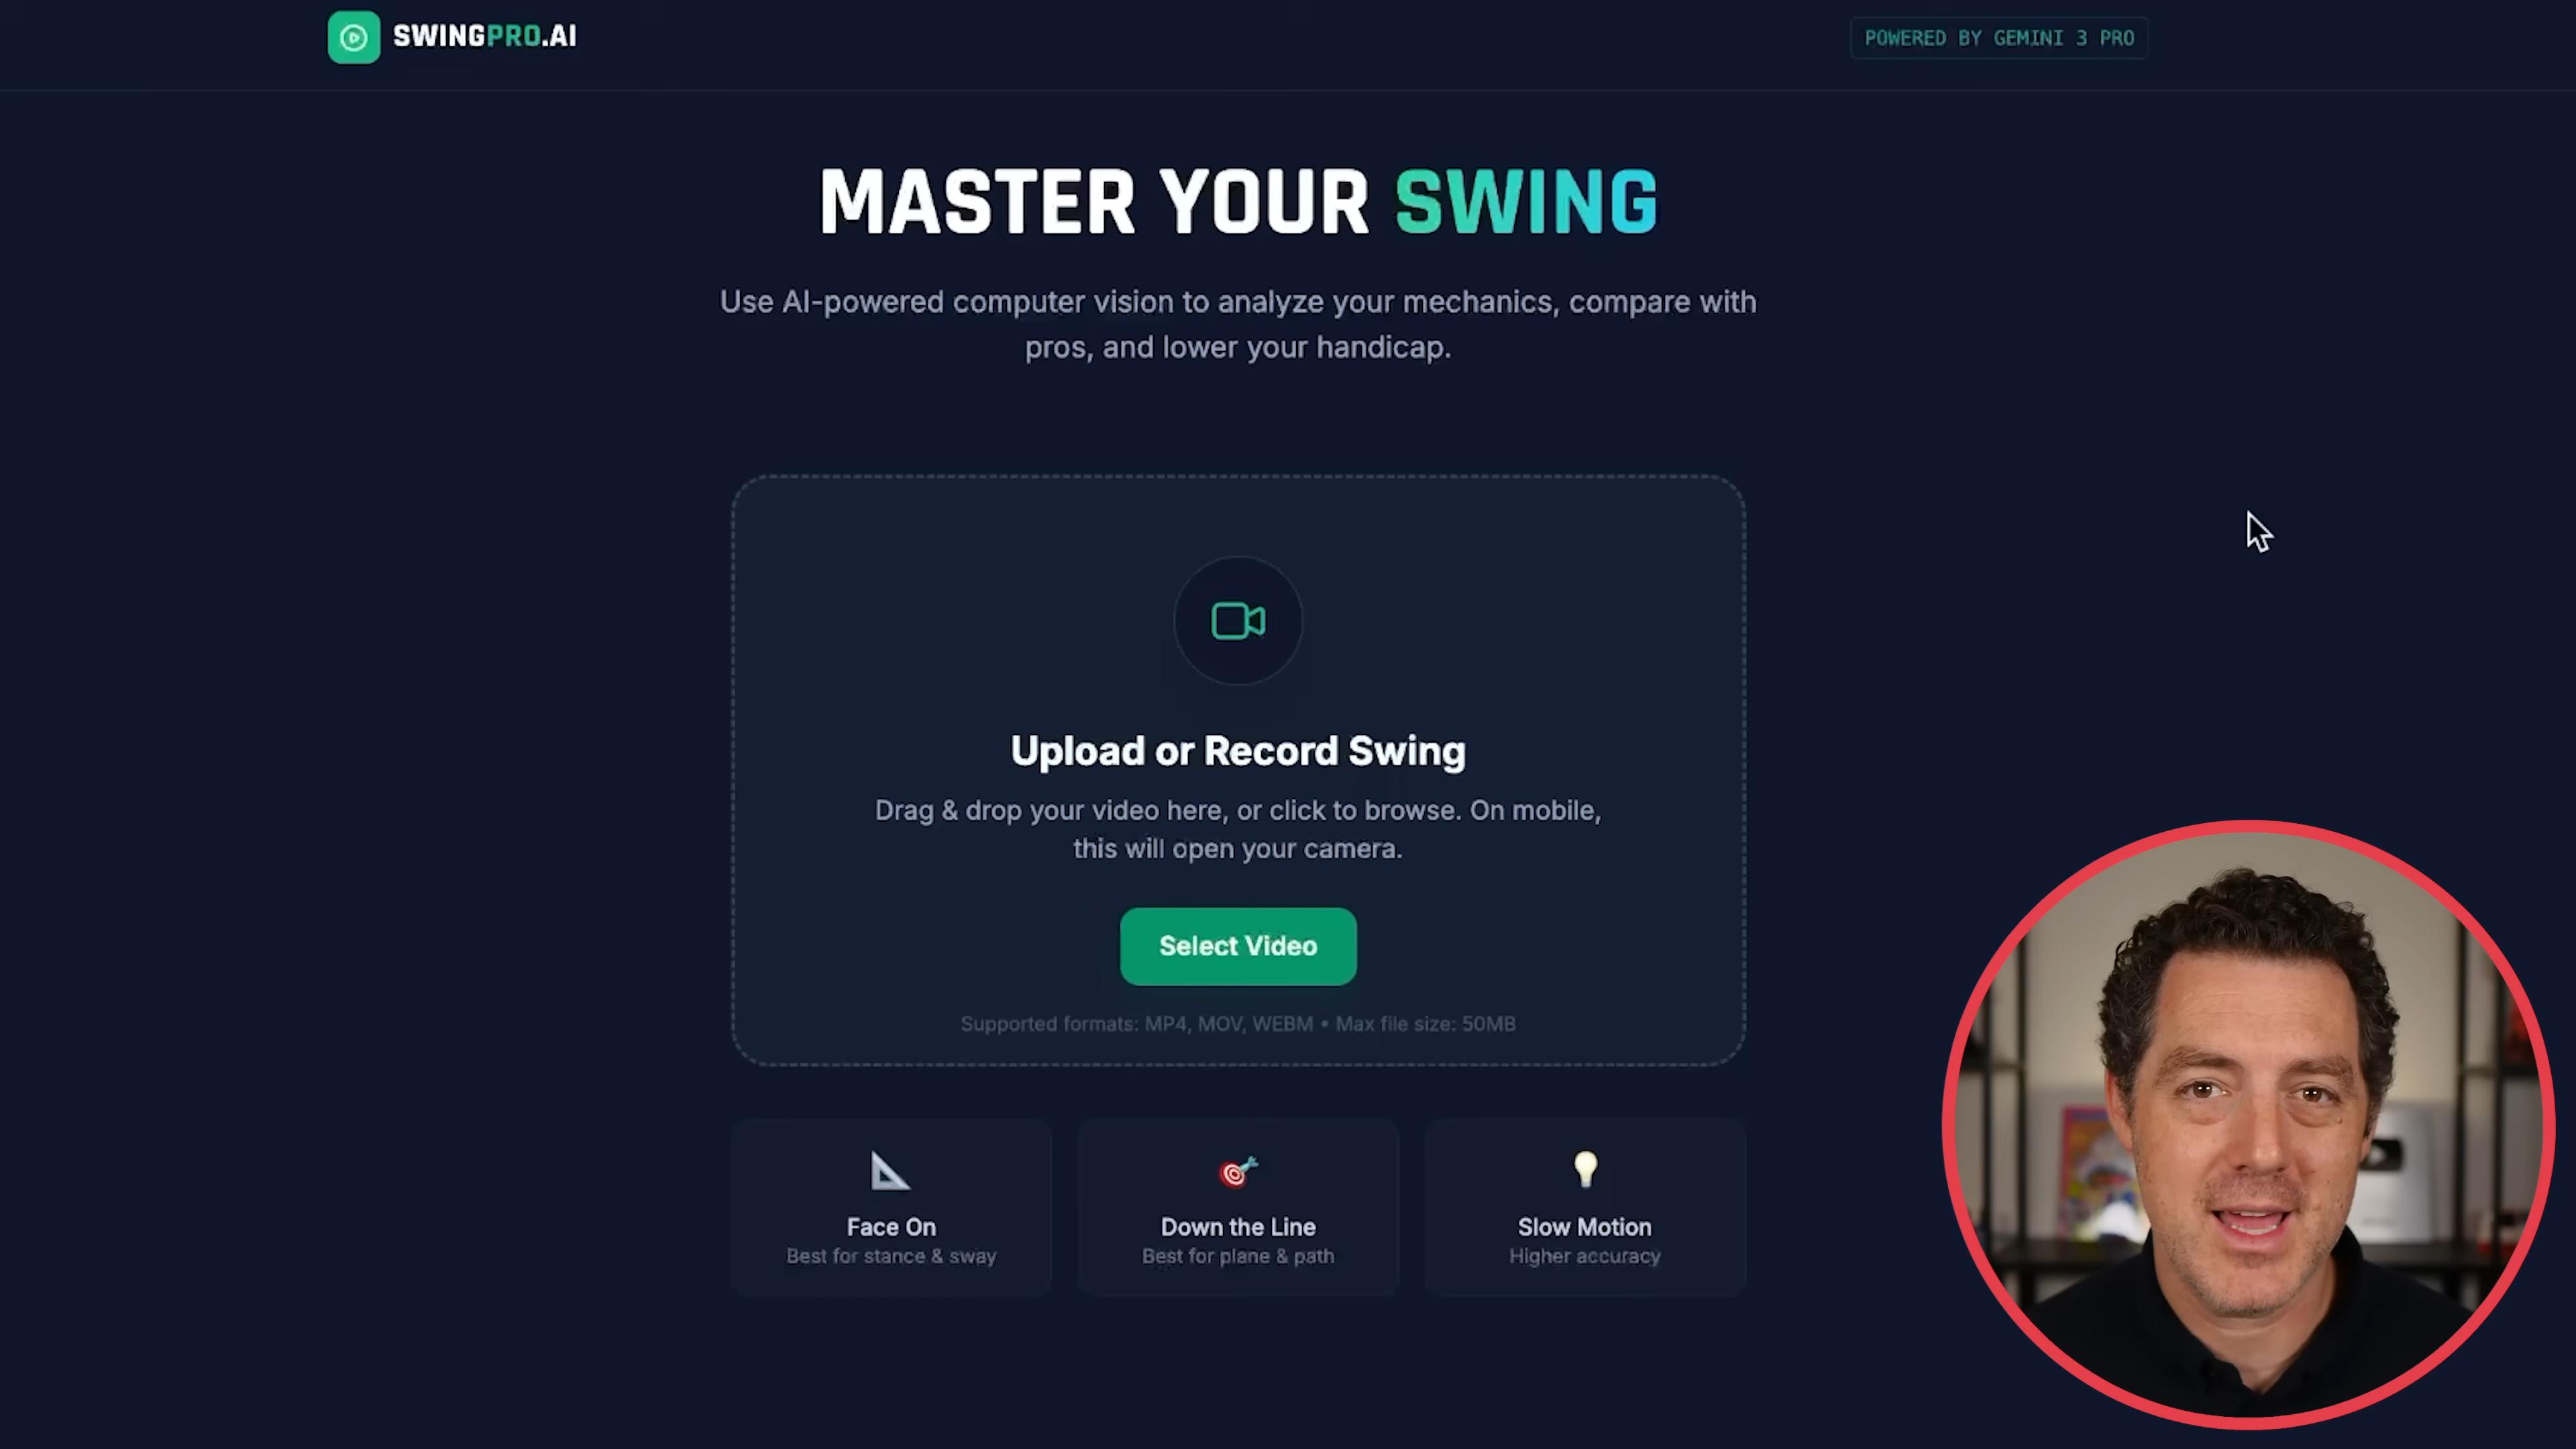 SWINGPRO.AI
POWERED BY GEMINI 3 PRO
MASTER YOUR SWING
Use AI-powered computer vision to analyze your mechanics, compare with
pros, and lower your handicap.
Upload or Record Swing
Drag & drop your video here, or click to browse. On mobile,
this will open your camera.
Select Video
Supported formats: MP4, MOV, WEBM • Max file size: 50MB
Face On
Best for stance & sway
Down the Line
Best for plane & path
Slow Motion
Higher accuracy